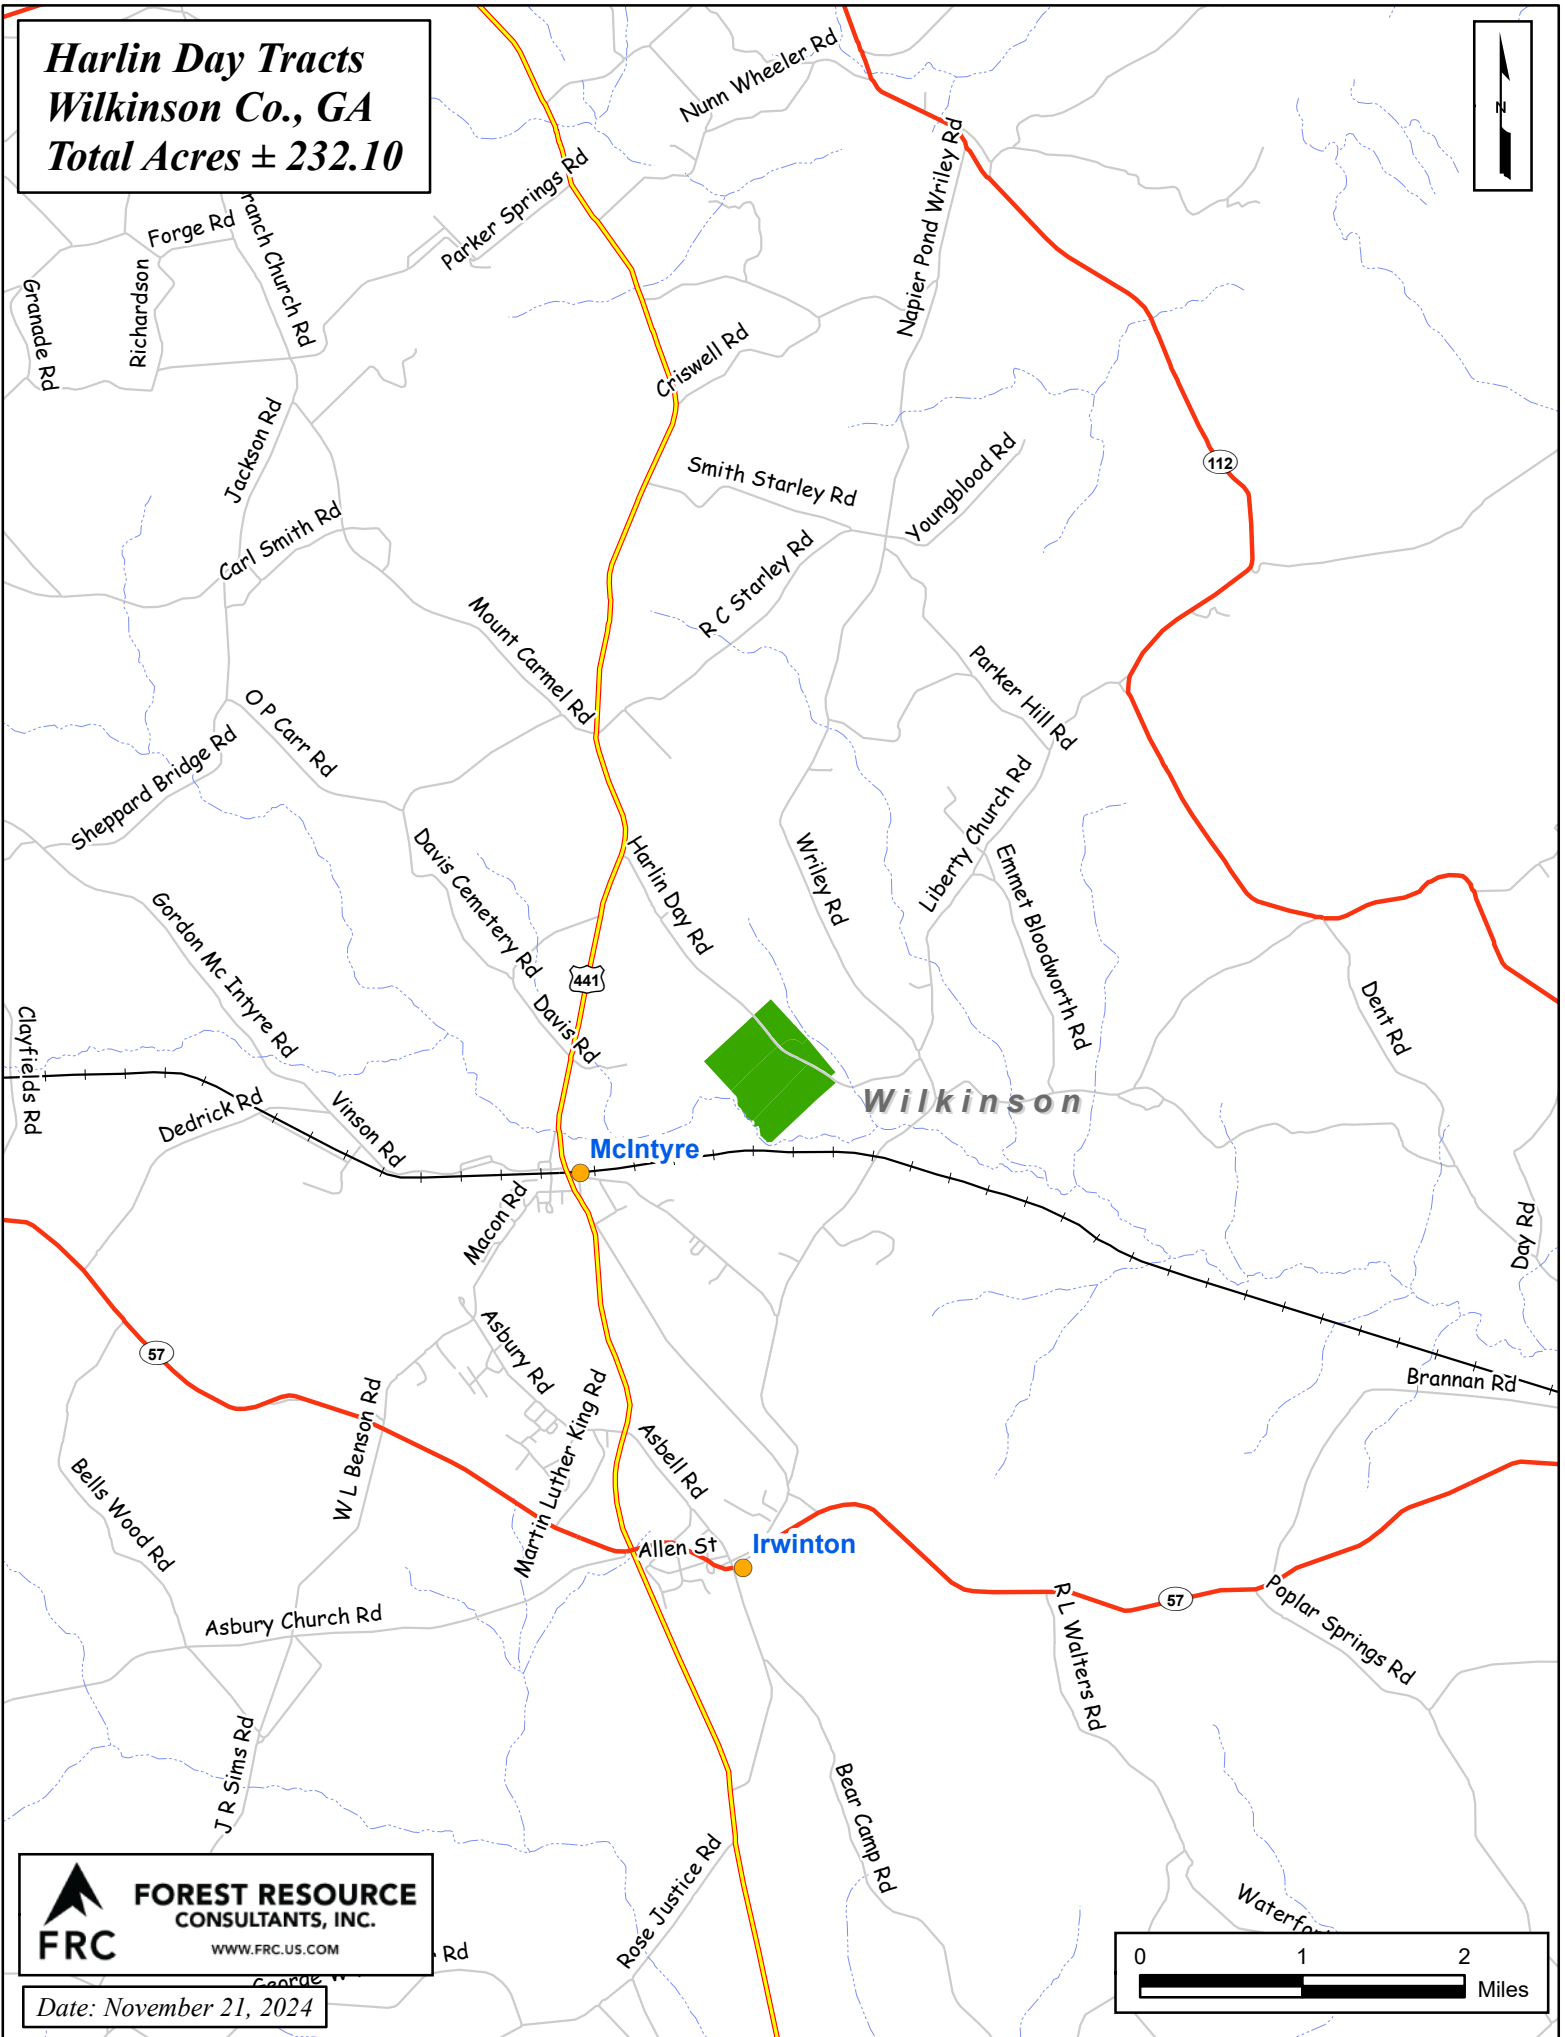 Harlin Day Tracts
Wilkinson Co., GA
Total Acres ± 232.10
N
Nunn Wheeler Rd
Napier Pond Wriley Rd
Parker Springs Rd
ranch Church Rd
Forge Rd
Richardson
Granade Rd
Criswell Rd
Jackson Rd
Carl Smith Rd
Smith Starley Rd
Youngblood Rd
112
R C Starley Rd
Mount Carmel Rd
Parker Hill Rd
O P Carr Rd
Sheppard Bridge Rd
Liberty Church Rd
Harlin Day Rd
Wriley Rd
Emmet Bloodworth Rd
Davis Cemetery Rd
Gordon Mc Intyre Rd
441
Davis Rd
Dent Rd
Clayfields Rd
Dedrick Rd
Vinson Rd
Wilkinson
McIntyre
Macon Rd
Day Rd
57
Asbury Rd
Brannan Rd
W L Benson Rd
Martin Luther King Rd
Asbell Rd
Bells Wood Rd
Allen St
Irwinton
57
Poplar Springs Rd
R L Walters Rd
Asbury Church Rd
J R Sims Rd
Bear Camp Rd
Rose Justice Rd
FRC
FOREST RESOURCE
CONSULTANTS, INC.
WWW.FRC.US.COM
Rd
George W
Date: November 21, 2024
0 1 2
Miles